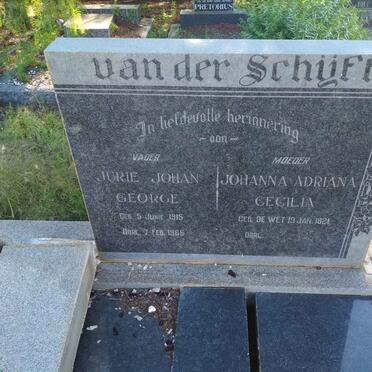 PRETORIUS
van der Schijff
In liefdevolle herinnering
— aan —
VADER MOEDER
JURIE JOHAN JOHANNA ADRIANA
GEORGE CECILIA
GEB. 5 JUNIE 1915 GEB. DE WET 19 JAN. 1921
OORL. 7 FEB. 1965 OORL.